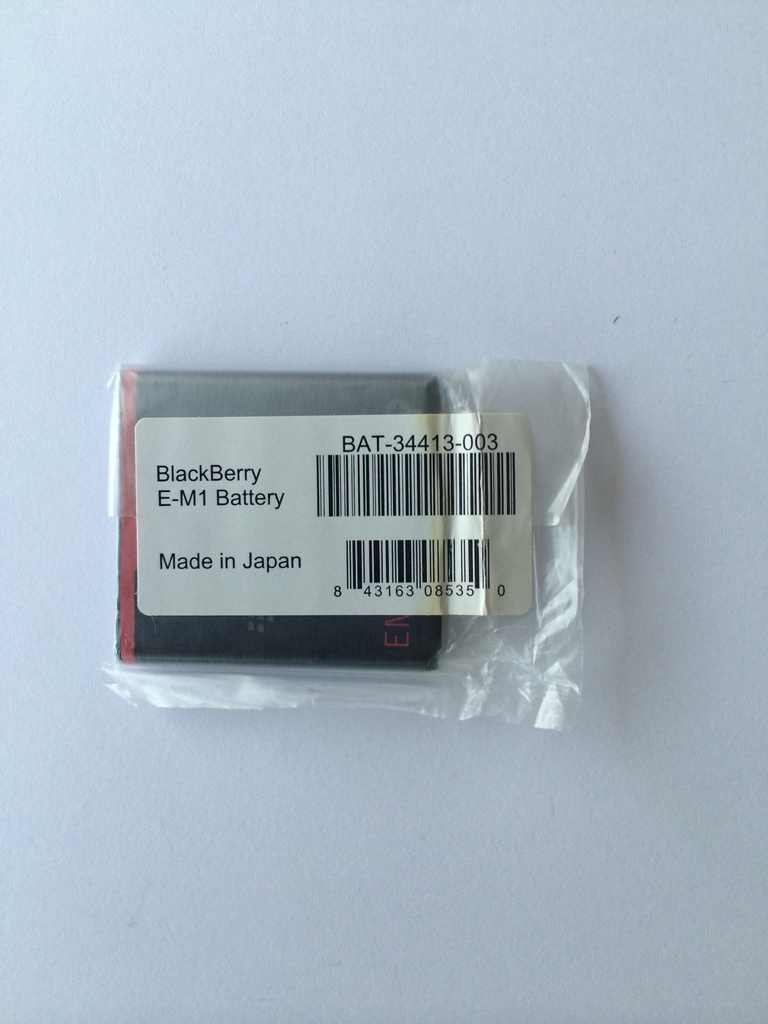 BAT-34413-003
BlackBerry
E-M1 Battery
Made in Japan
8 43163 08535 0